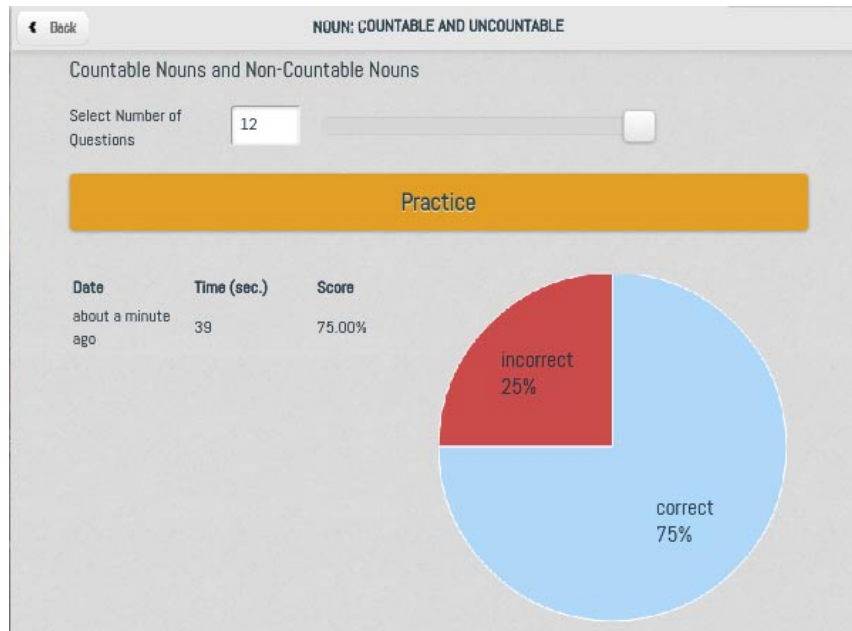 Back
NOUN: COUNTABLE AND UNCOUNTABLE
Countable Nouns and Non-Countable Nouns
Select Number of
Questions
12
Practice
Date Time (sec.) Score
about a minute
ago
39 75.00%
incorrect
25%
correct
75%